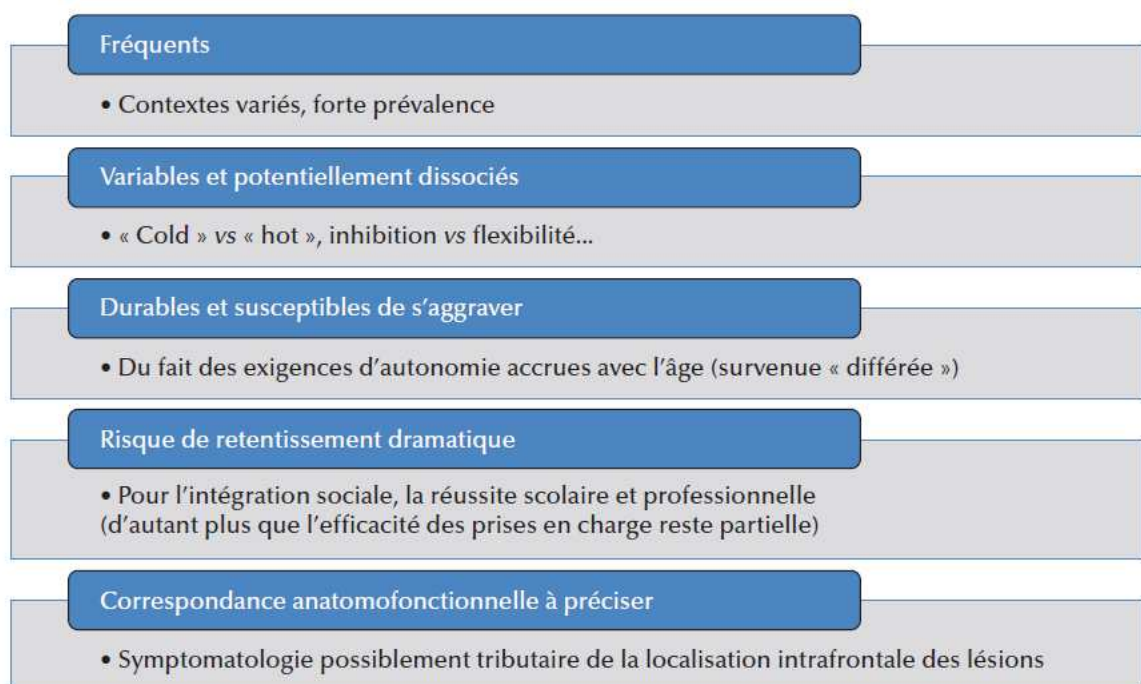 Fréquents
• Contextes variés, forte prévalence
Variables et potentiellement dissociés
• « Cold » vs « hot », inhibition vs flexibilité...
Durables et susceptibles de s’aggraver
• Du fait des exigences d’autonomie accrues avec l’âge (survenue « différée »)
Risque de retentissement dramatique
• Pour l’intégration sociale, la réussite scolaire et professionnelle
(d’autant plus que l’efficacité des prises en charge reste partielle)
Correspondance anatomofonctionnelle à préciser
• Symptomatologie possiblement tributaire de la localisation intrafrontale des lésions